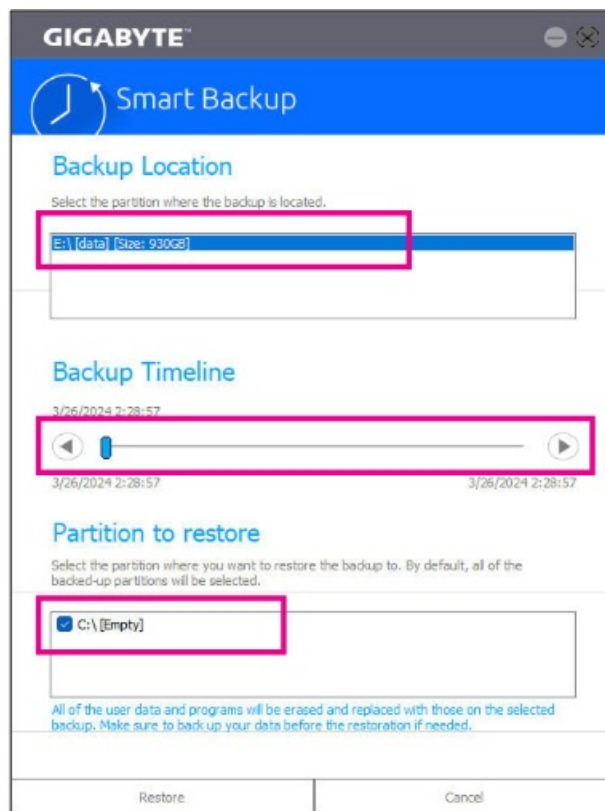 GIGABYTE™
Smart Backup
Backup Location
Select the partition where the backup is located.
E:\ [data] [Size: 930GB]
Backup Timeline
3/26/2024 2:28:57
3/26/2024 2:28:57 3/26/2024 2:28:57
Partition to restore
Select the partition where you want to restore the backup to. By default, all of the
backed-up partitions will be selected.
C:\ [Empty]
All of the user data and programs will be erased and replaced with those on the selected
backup. Make sure to back up your data before the restoration if needed.
Restore Cancel